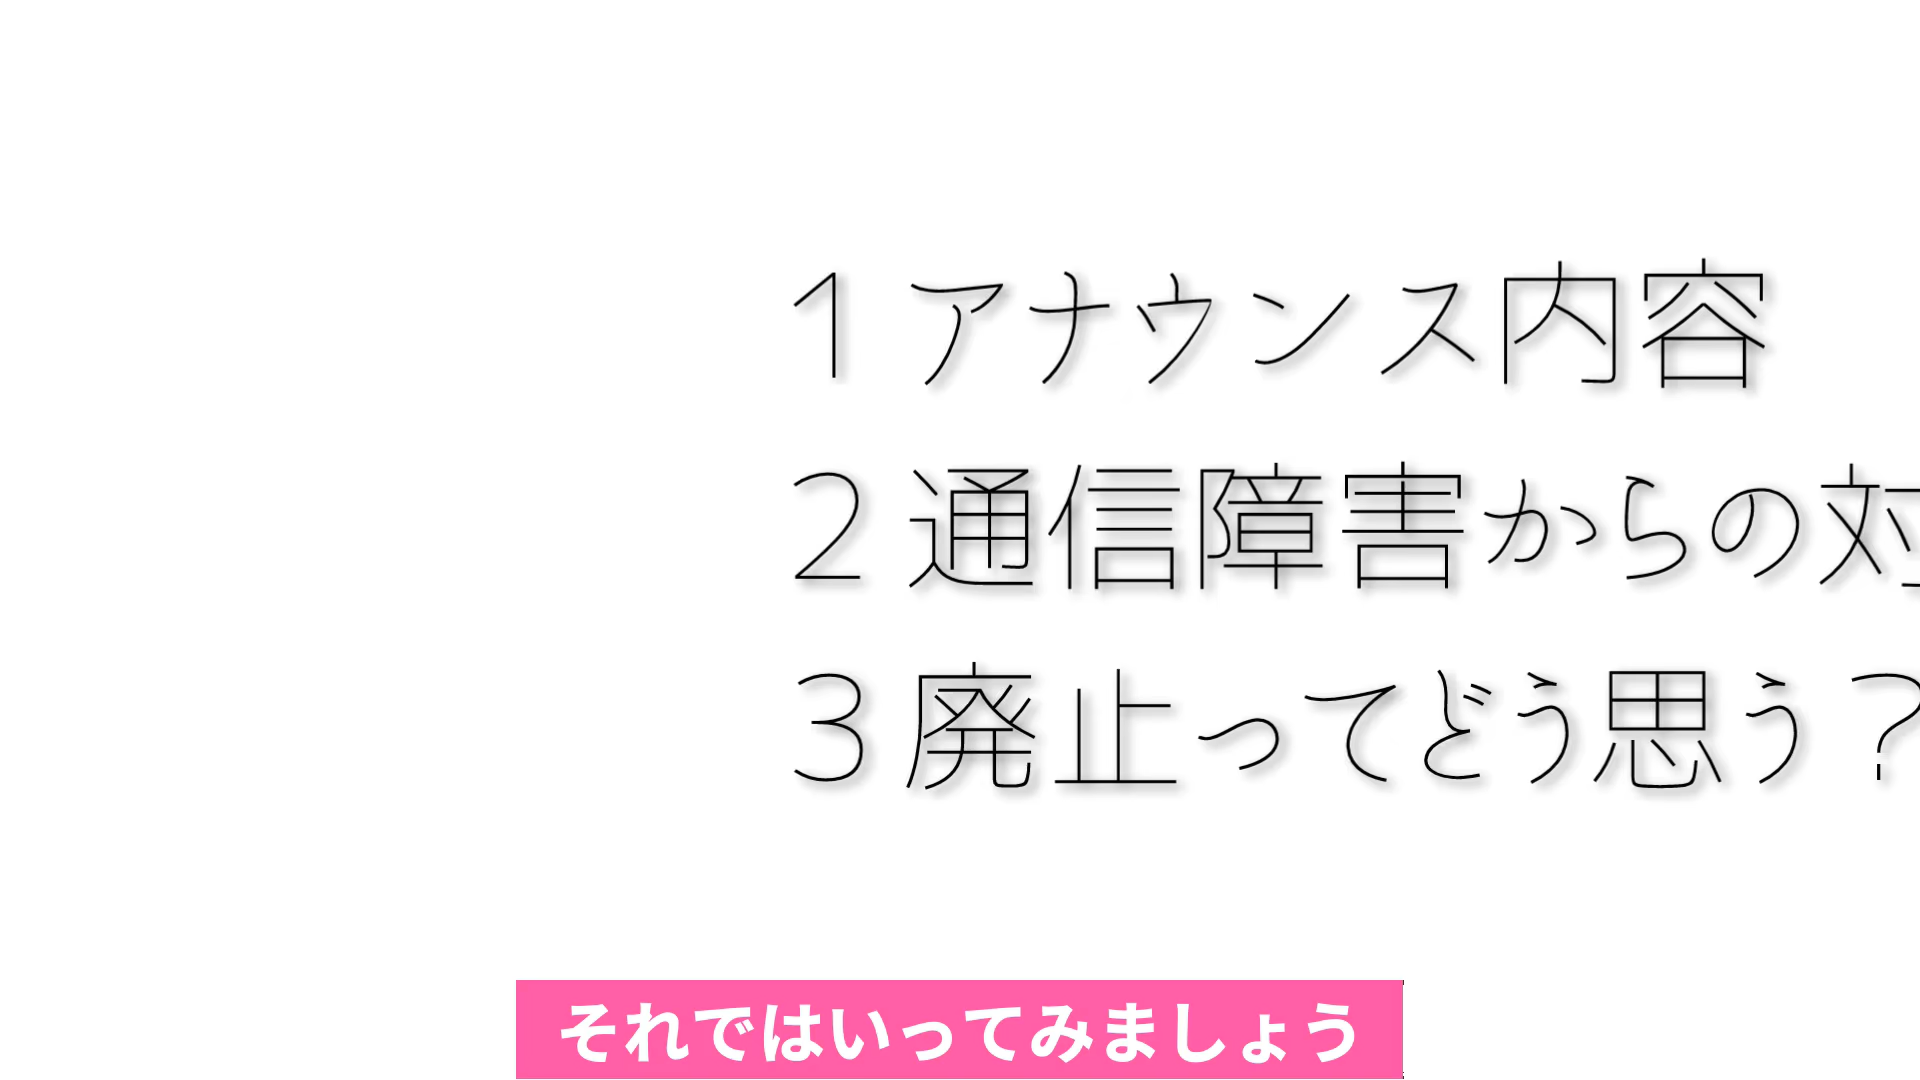 1 アナウンス内容
2 通信障害からの
3 廃止ってどう思う？
それではいってみましょう